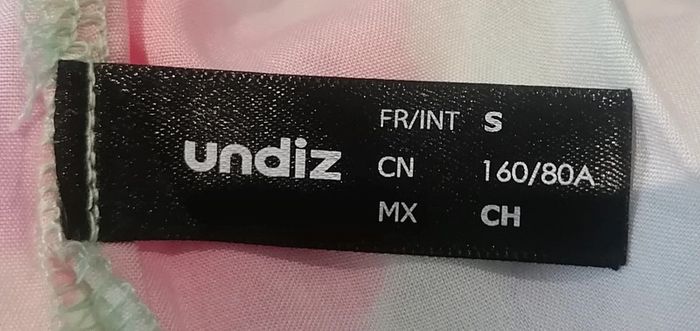 undiz
FR/INT S
CN 160/80A
MX CH